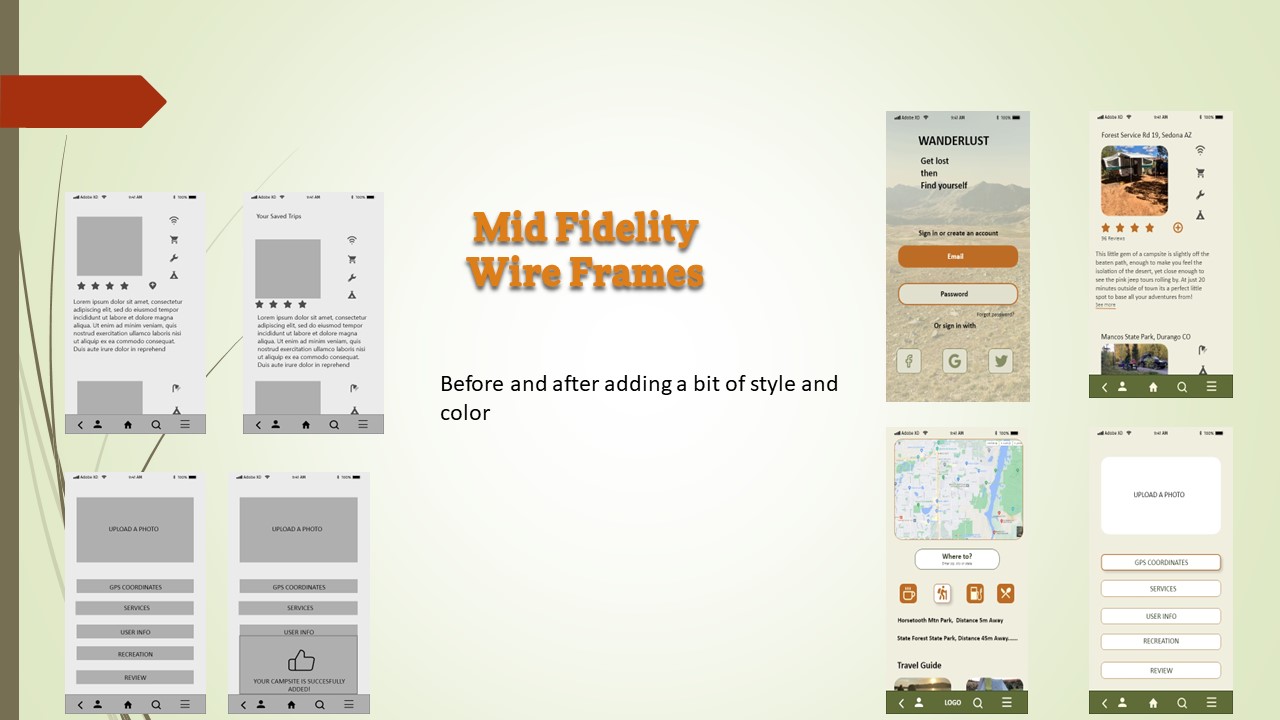 Mid Fidelity
Wire Frames
Before and after adding a bit of style and
color
Adobe XD 9:41 AM 100%
Lorem ipsum dolor sit amet, consectetur
adipiscing elit, sed do eiusmod tempor
incididunt ut labore et dolore magna
aliqua. Ut enim ad minim veniam, quis
nostrud exercitation ullamco laboris nisi
ut aliquip ex ea commodo consequat.
Duis aute irure dolor in reprehend
Adobe XD 9:41 AM 100%
Your Saved Trips
Lorem ipsum dolor sit amet, consectetur
adipiscing elit, sed do eiusmod tempor
incididunt ut labore et dolore magna
aliqua. Ut enim ad minim veniam, quis
nostrud exercitation ullamco laboris nisi
ut aliquip ex ea commodo consequat.
Duis aute irure dolor in reprehend
Adobe XD 9:41 AM 100%
UPLOAD A PHOTO
GPS COORDINATES
SERVICES
USER INFO
RECREATION
REVIEW
Adobe XD 9:41 AM 100%
UPLOAD A PHOTO
GPS COORDINATES
SERVICES
USER INFO
YOUR CAMPSITE IS SUCCESFULLY
ADDED!
Adobe XD 9:41 AM 100%
WANDERLUST
Get lost
then
Find yourself
Sign in or create an account
Email
Password
Forgot password?
Or sign in with
Adobe XD 9:41 AM 100%
Forest Service Rd 19, Sedona AZ
96 Reviews
This little gem of a campsite is slightly off the
beaten path, enough to make you feel the
isolation of the desert, yet close enough to
see the pink jeep tours rolling by. At just 20
minutes outside of town its a perfect little
spot to base all your adventures from!
See more
Mancos State Park, Durango CO
Adobe XD 9:41 AM 100%
Where to?
Horsetooth Mtn Park, Distance 5m Away
State Forest State Park, Distance 45m Away......
Travel Guide
LOGO
Adobe XD 9:41 AM 100%
UPLOAD A PHOTO
GPS COORDINATES
SERVICES
USER INFO
RECREATION
REVIEW